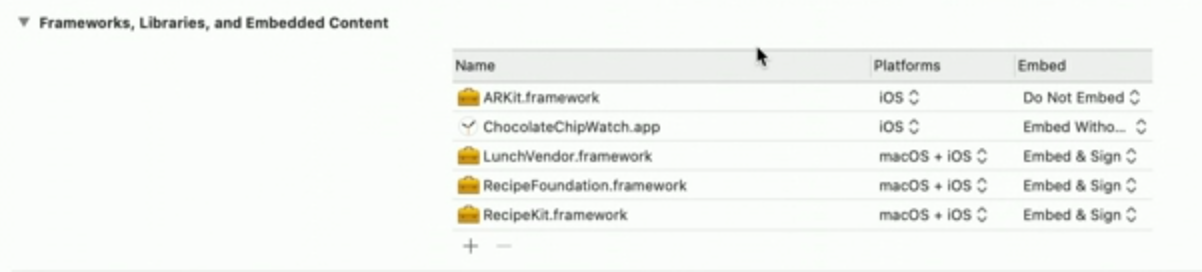 Frameworks, Libraries, and Embedded Content
Name Platforms Embed
ARKit.framework iOS Do Not Embed
ChocolateChipWatch.app iOS Embed Witho...
LunchVendor.framework macOS + iOS Embed & Sign
RecipeFoundation.framework macOS + iOS Embed & Sign
RecipeKit.framework macOS + iOS Embed & Sign
+ −